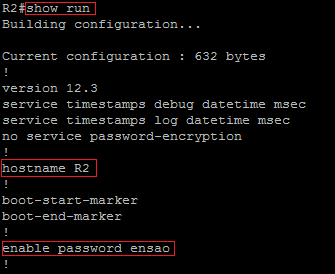 R2#show run
Building configuration...
Current configuration : 632 bytes
!
version 12.3
service timestamps debug datetime msec
service timestamps log datetime msec
no service password-encryption
!
hostname R2
!
boot-start-marker
boot-end-marker
!
enable password ensao
!